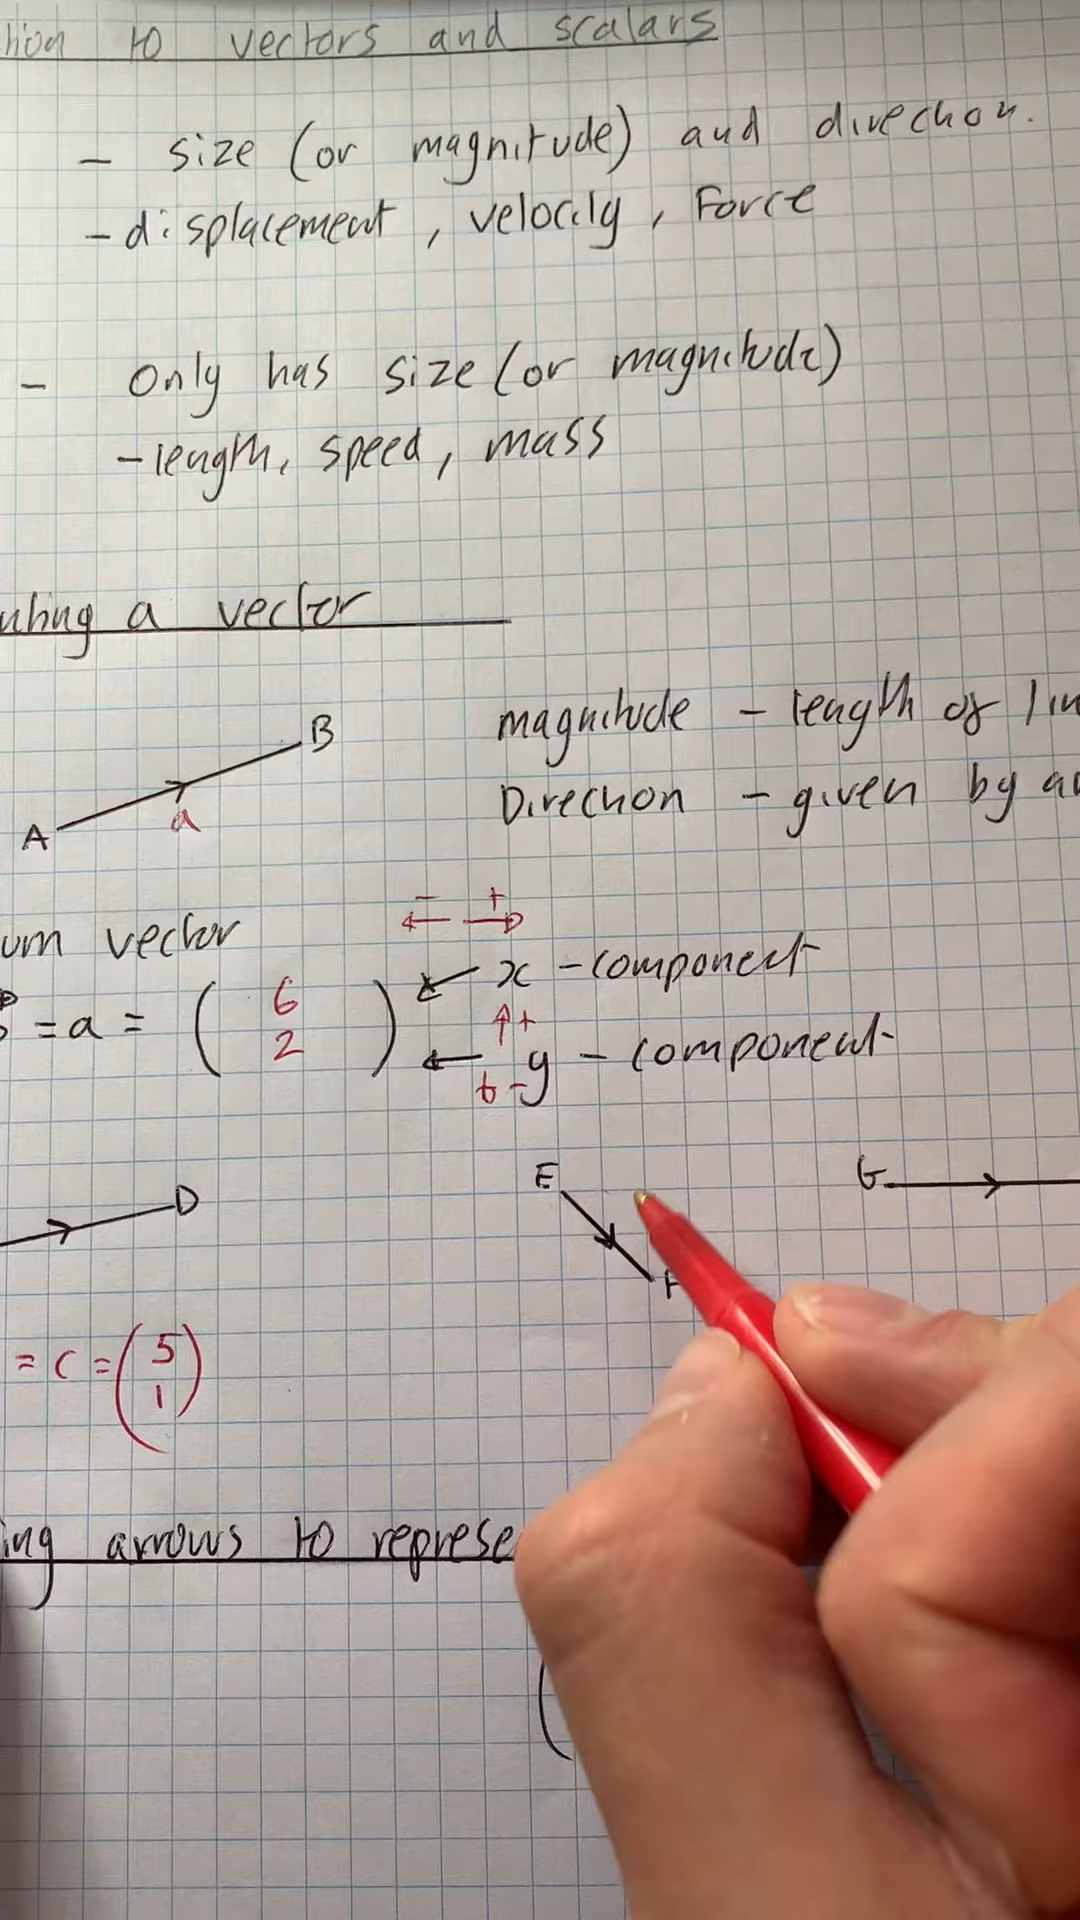 to vectors and scalars
- size (or magnitude) and direction.
- displacement, velocity, Force
- Only has size (or magnitude)
- length, speed, mass
a vector
B
magnitude - length of
A
a
Direction - given by
- +
vector
x - component
= a = (6 2)
+
y - component
-
E
G
D
= c = (5 1)
arrows to